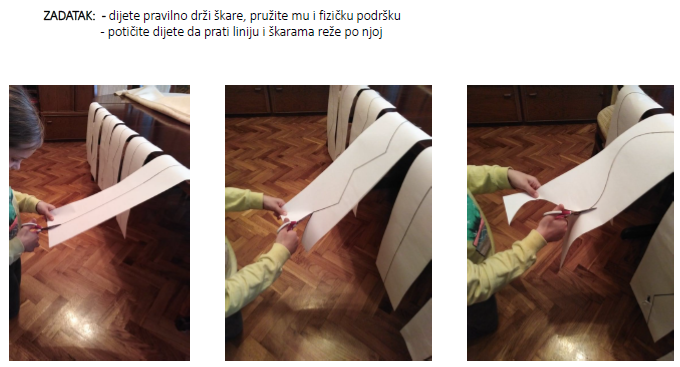 ZADATAK: - dijete pravilno drži škare, pružite mu i fizičku podršku
- potičite dijete da prati liniju i škarama reže po njoj